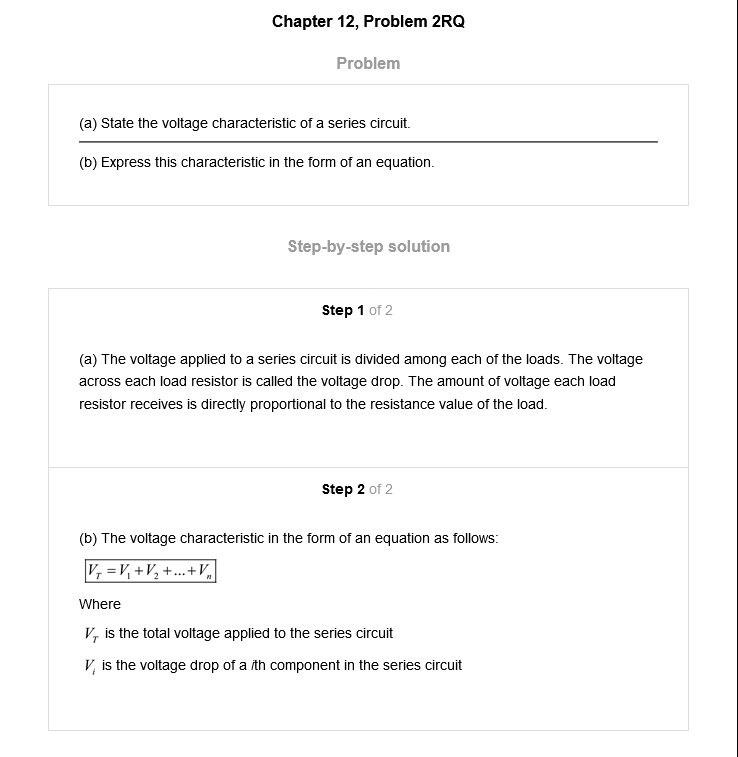 Chapter 12, Problem 2RQ
Problem
(a) State the voltage characteristic of a series circuit.
(b) Express this characteristic in the form of an equation.
Step-by-step solution
Step 1 of 2
(a) The voltage applied to a series circuit is divided among each of the loads. The voltage
across each load resistor is called the voltage drop. The amount of voltage each load
resistor receives is directly proportional to the resistance value of the load.
Step 2 of 2
(b) The voltage characteristic in the form of an equation as follows:
V_T = V_1 + V_2 + ... + V_n
Where
V_T is the total voltage applied to the series circuit
V_i is the voltage drop of a ith component in the series circuit